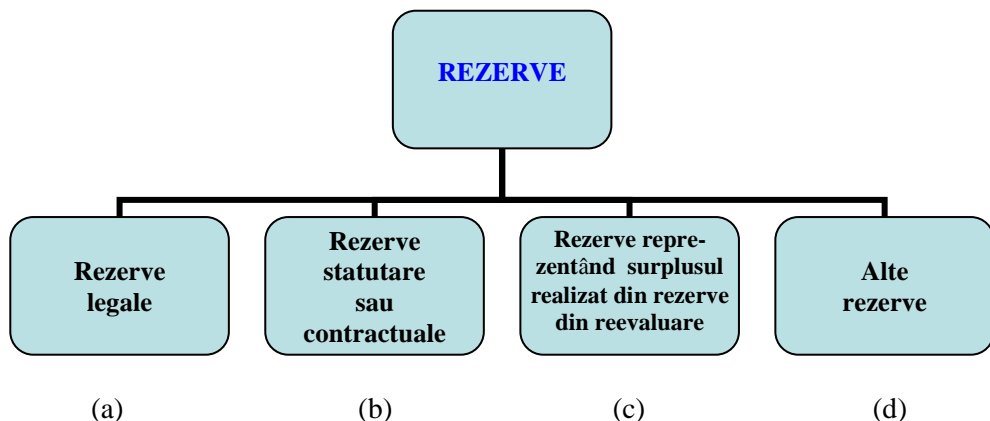 REZERVE
Rezerve
legale
Rezerve
statutare
sau
contractuale
Rezerve repre-
zentând surplusul
realizat din rezerve
din reevaluare
Alte
rezerve
(a)
(b)
(c)
(d)